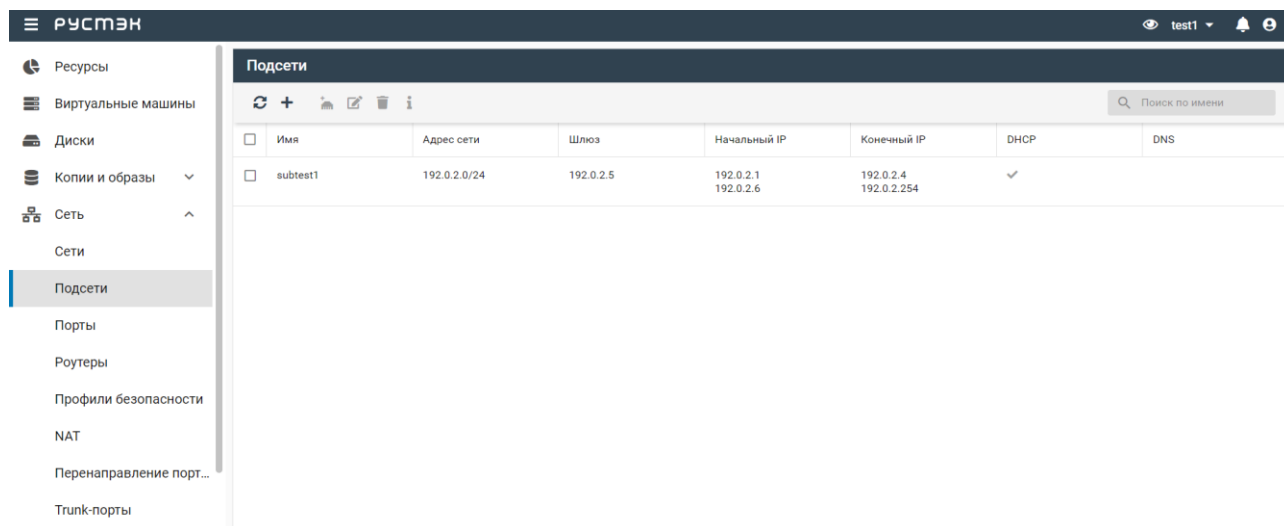 РУСТЭК
test1
Ресурсы
Виртуальные машины
Диски
Копии и образы
Сеть
Сети
Подсети
Порты
Роутеры
Профили безопасности
NAT
Перенаправление порт...
Trunk-порты
Подсети
Поиск по имени
Имя Адрес сети Шлюз Начальный IP Конечный IP DHCP DNS
subtest1 192.0.2.0/24 192.0.2.5 192.0.2.1 192.0.2.4
192.0.2.6 192.0.2.254